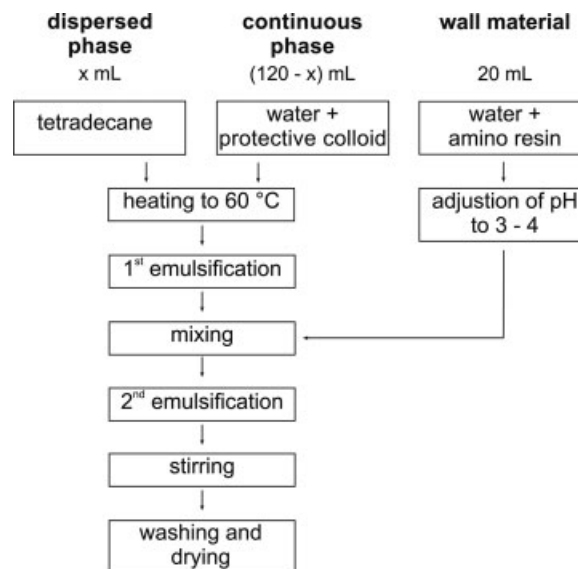 dispersed
phase
x mL
continuous
phase
(120 - x) mL
wall material
20 mL
tetradecane
water +
protective colloid
water +
amino resin
heating to 60 °C
adjustion of pH
to 3 - 4
1st emulsification
mixing
2nd emulsification
stirring
washing and
drying